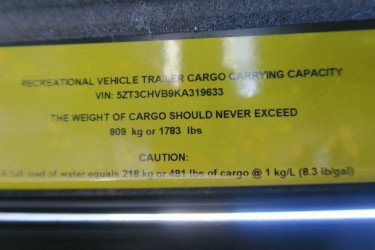 RECREATIONAL VEHICLE TRAILER CARGO CARRYING CAPACITY
VIN: 5ZT3CHVB9KA319633
THE WEIGHT OF CARGO SHOULD NEVER EXCEED
809 kg or 1783 lbs
CAUTION:
full load of water equals 218 kg or 481 lbs of cargo @ 1 kg/L (8.3 lb/gal)